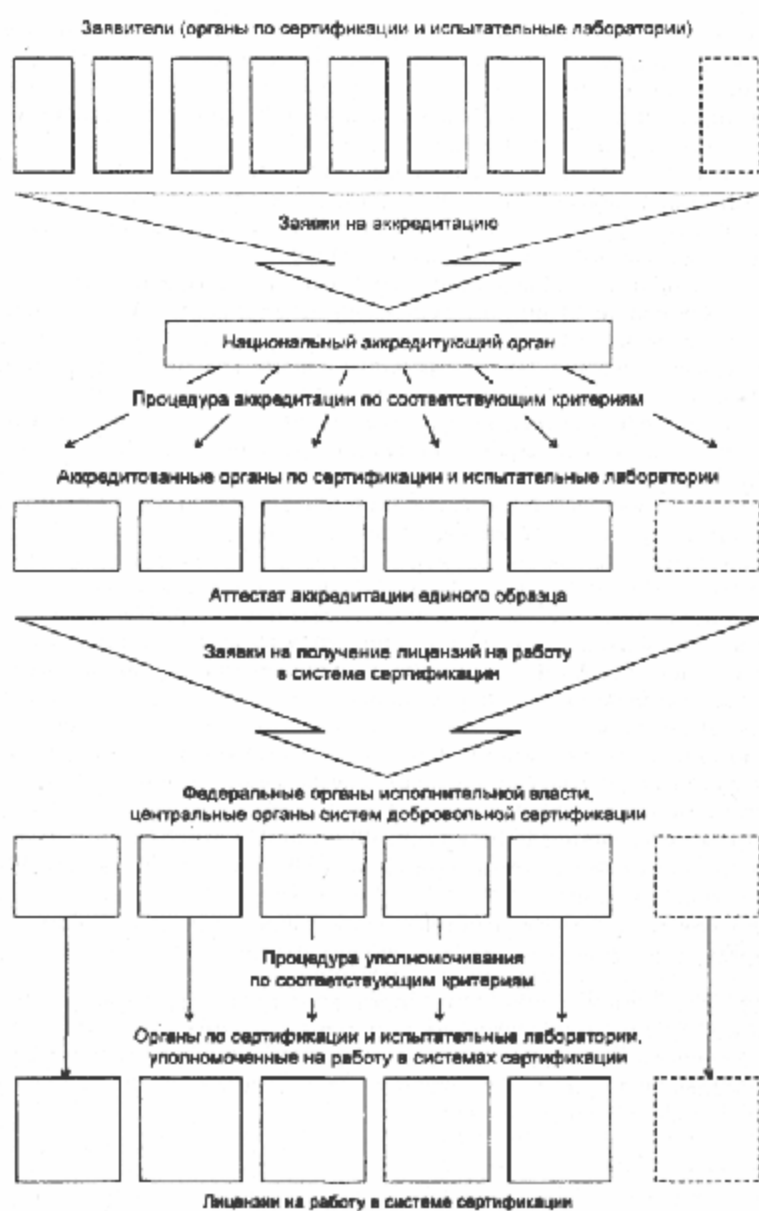 Заявители (органы по сертификации и испытательные лаборатории)
Заявки на аккредитацию
Национальный аккредитующий орган
Процедура аккредитации по соответствующим критериям
Аккредитованные органы по сертификации и испытательные лаборатории
Аттестат аккредитации единого образца
Заявки на получение лицензий на работу
в системе сертификации
Федеральные органы исполнительной власти,
центральные органы систем добровольной сертификации
Процедура уполномочивания
по соответствующим критериям
Органы по сертификации и испытательные лаборатории,
уполномоченные на работу в системах сертификации
Лицензии на работу в системе сертификации